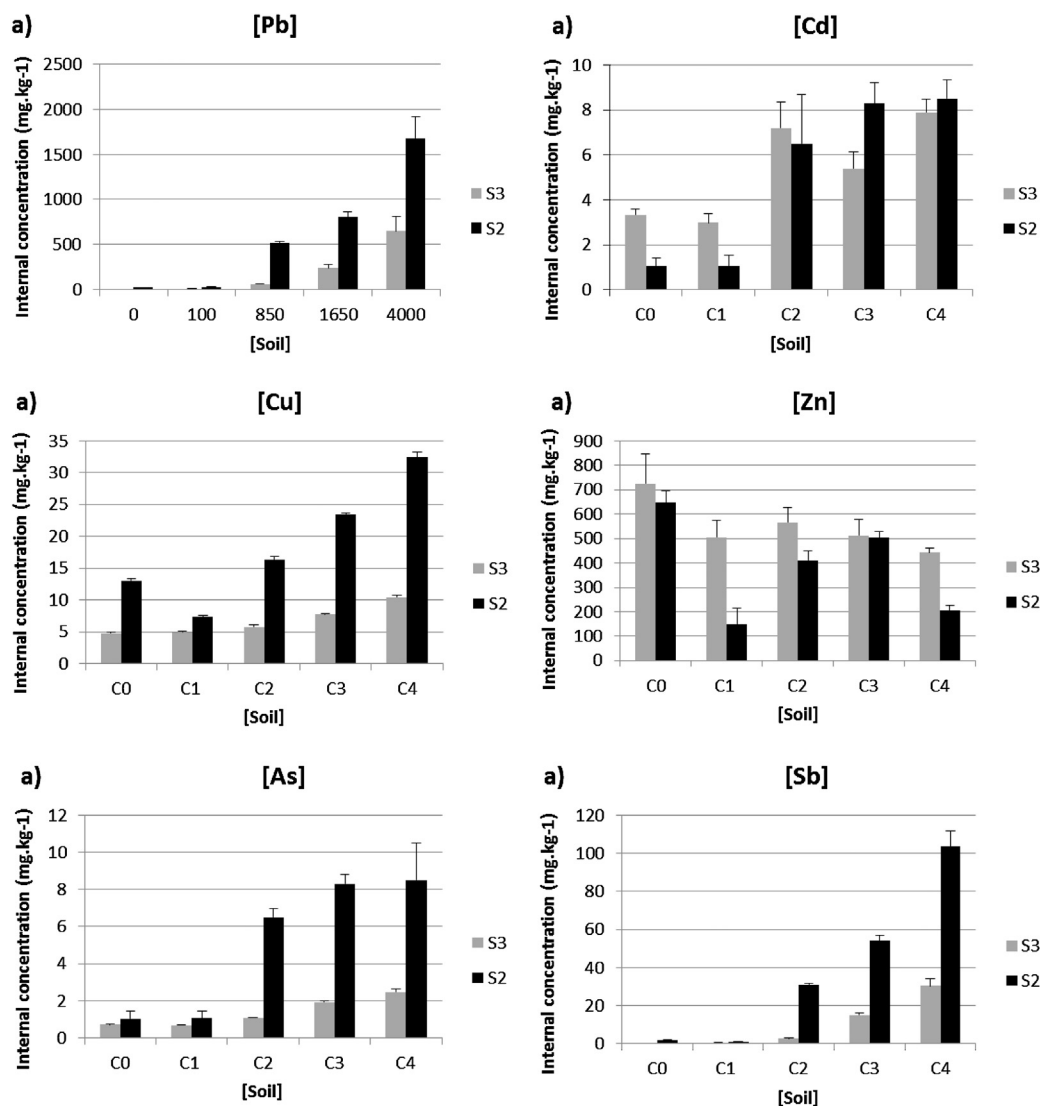 a) [Pb]
Internal concentration (mg.kg-1)
2500
2000
1500
1000
500
0
0 100 850 1650 4000
[Soil]
S3
S2
a) [Cd]
Internal concentration (mg.kg-1)
10
8
6
4
2
0
C0 C1 C2 C3 C4
[Soil]
S3
S2
a) [Cu]
Internal concentration (mg.kg-1)
35
30
25
20
15
10
5
0
C0 C1 C2 C3 C4
[Soil]
S3
S2
a) [Zn]
Internal concentration (mg.kg-1)
900
800
700
600
500
400
300
200
100
0
C0 C1 C2 C3 C4
[Soil]
S3
S2
a) [As]
Internal concentration (mg.kg-1)
12
10
8
6
4
2
0
C0 C1 C2 C3 C4
[Soil]
S3
S2
a) [Sb]
Internal concentration (mg.kg-1)
120
100
80
60
40
20
0
C0 C1 C2 C3 C4
[Soil]
S3
S2